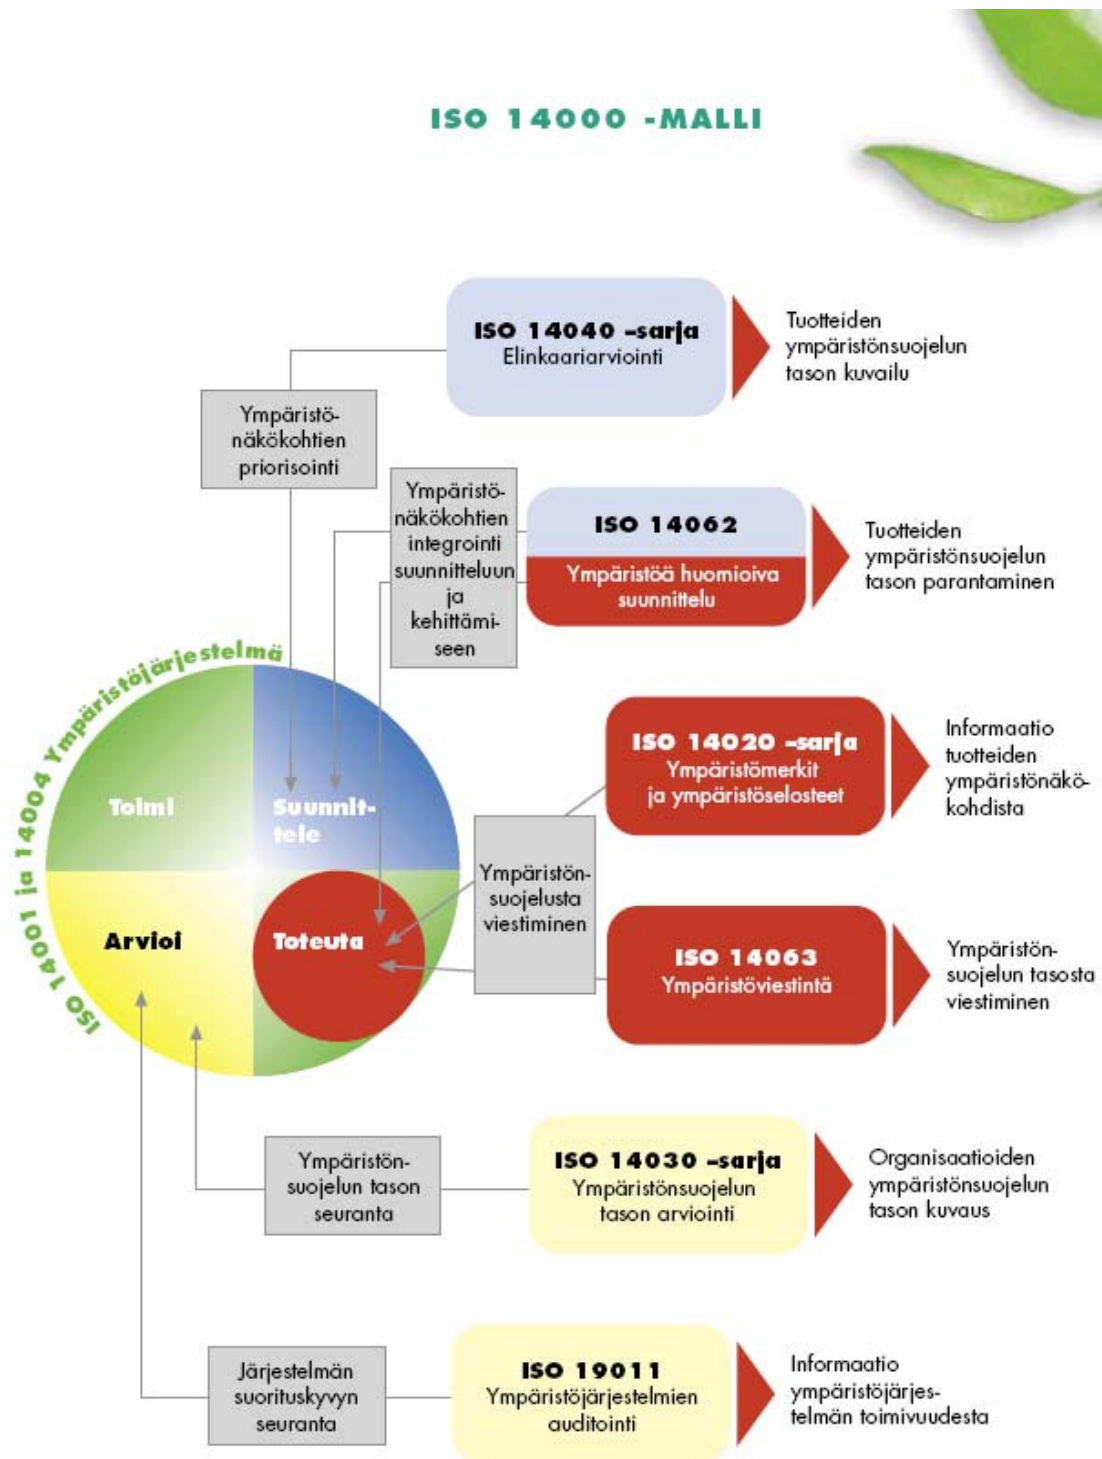 ISO 14000 -MALLI
ISO 14040 –sarja
Elinkaariarviointi
Tuotteiden
ympäristönsuojelun
tason kuvailu
Ympäristö-
näkökohtien
priorisointi
Ympäristö-
näkökohtien
integrointi
suunnitteluun
ja
kehittämi-
seen
ISO 14062
Ympäristöä huomioiva
suunnittelu
Tuotteiden
ympäristönsuojelun
tason parantaminen
ISO 14001 ja 14004 Ympäristöjärjestelmä
Toimi
Suunnit-
tele
Arvioi
Toteuta
ISO 14020 –sarja
Ympäristömerkit
ja ympäristöselosteet
Informaatio
tuotteiden
ympäristönäkö-
kohdista
Ympäristön-
suojelusta
viestiminen
ISO 14063
Ympäristöviestintä
Ympäristön-
suojelun tasosta
viestiminen
Ympäristön-
suojelun tason
seuranta
ISO 14030 –sarja
Ympäristönsuojelun
tason arviointi
Organisaatioiden
ympäristönsuojelun
tason kuvaus
Järjestelmän
suorituskyvyn
seuranta
ISO 19011
Ympäristöjärjestelmien
auditointi
Informaatio
ympäristöjärjes-
telmän toimivuudesta